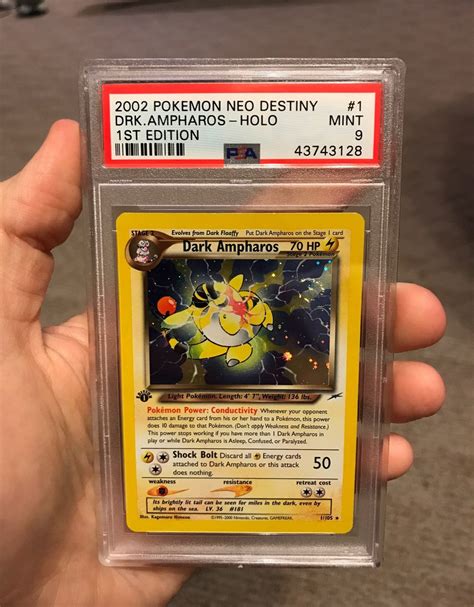 2002 POKEMON NEO DESTINY #1
DRK.AMPHAROS-HOLO MINT
1ST EDITION 9
PSA 43743128
STAGE 2 Evolves from Dark Flaaffy Put Dark Ampharos on the Stage 1 card
Dark Ampharos 70 HP
Stage 2 Pokémon
Light Pokémon. Length: 4' 7", Weight: 136 lbs.
Pokémon Power: Conductivity Whenever your opponent
attaches an Energy card from his or her hand to a Pokémon, this power
does 10 damage to that Pokémon. (Don't apply Weakness and Resistance.)
This power stops working if you have more than 1 Dark Ampharos in
play or while Dark Ampharos is Asleep, Confused, or Paralyzed.
Shock Bolt Discard all Energy cards
attached to Dark Ampharos or this attack
does nothing.
50
weakness resistance retreat cost
Its brightly lit tail can be seen for miles in the dark, even by
ships on the sea. LV. 36 #181
Illus. Kagemaru Himeno ©1995-2000 Nintendo, Creatures, GAMEFREAK. 1/105